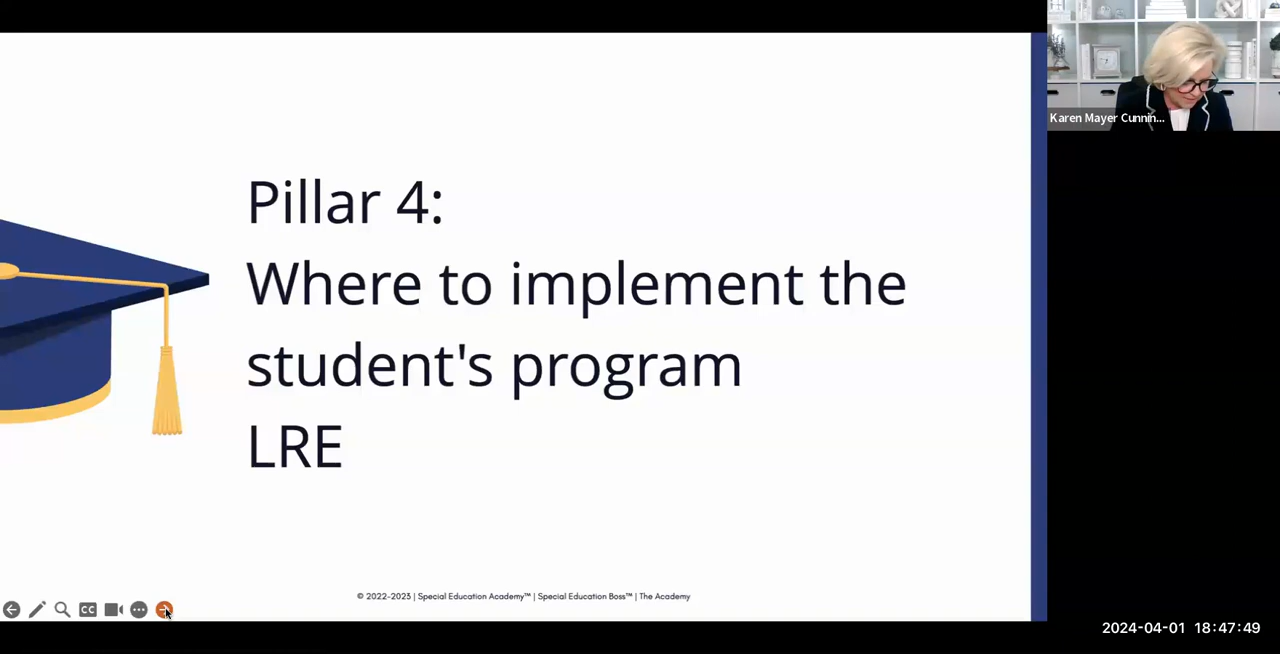 Pillar 4:
Where to implement the
student's program
LRE
© 2022-2023 | Special Education Academy™ | Special Education Boss™ | The Academy
CC
Karen Mayer Cunnin...
2024-04-01 18:47:49